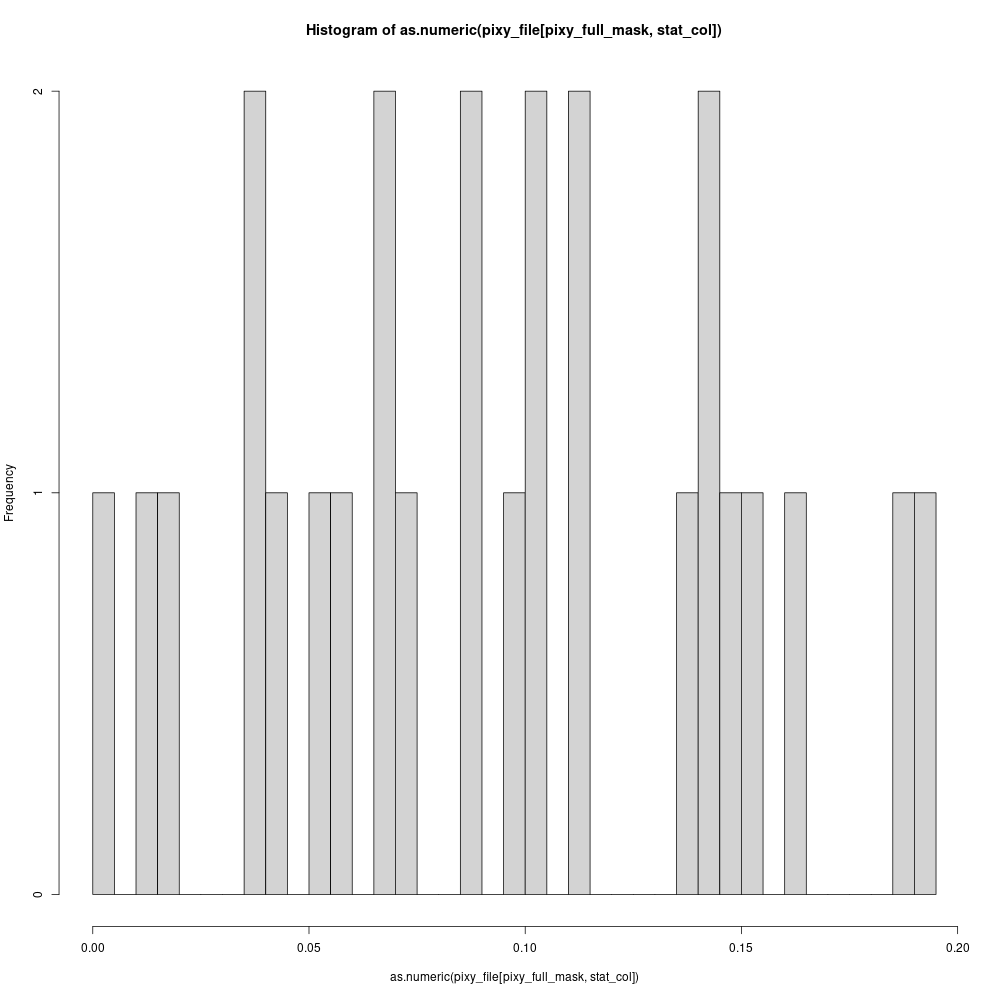 Histogram of as.numeric(pixy_file[pixy_full_mask, stat_col])
2
1
0
Frequency
0.00 0.05 0.10 0.15 0.20
as.numeric(pixy_file[pixy_full_mask, stat_col])